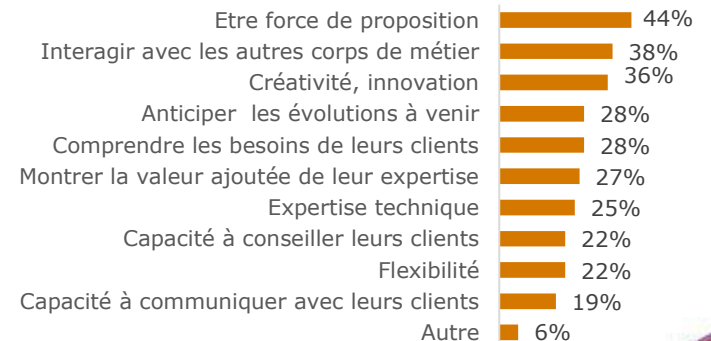 Etre force de proposition 44%
Interagir avec les autres corps de métier 38%
Créativité, innovation 36%
Anticiper les évolutions à venir 28%
Comprendre les besoins de leurs clients 28%
Montrer la valeur ajoutée de leur expertise 27%
Expertise technique 25%
Capacité à conseiller leurs clients 22%
Flexibilité 22%
Capacité à communiquer avec leurs clients 19%
Autre 6%